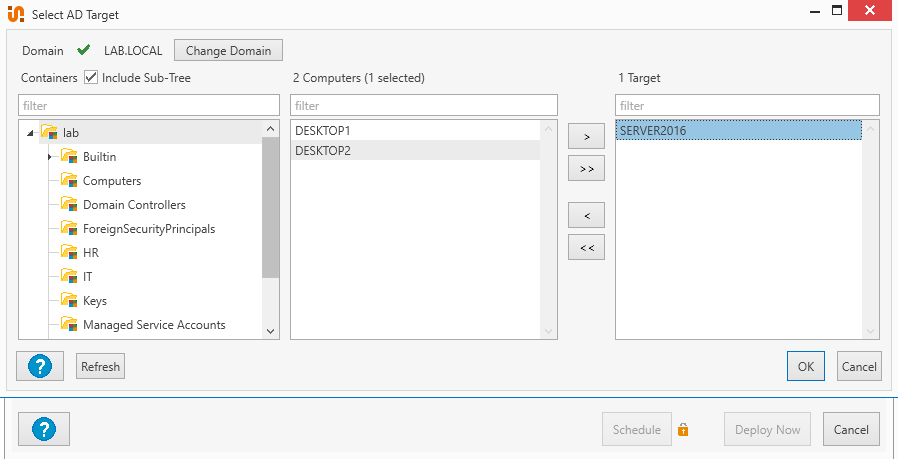 Select AD Target
Domain LAB.LOCAL Change Domain
Containers Include Sub-Tree 2 Computers (1 selected) 1 Target
filter filter filter
lab
Builtin
Computers
Domain Controllers
ForeignSecurityPrincipals
HR
IT
Keys
Managed Service Accounts
DESKTOP1
DESKTOP2
>
>>
<
<<
SERVER2016
? Refresh OK Cancel
? Schedule Deploy Now Cancel